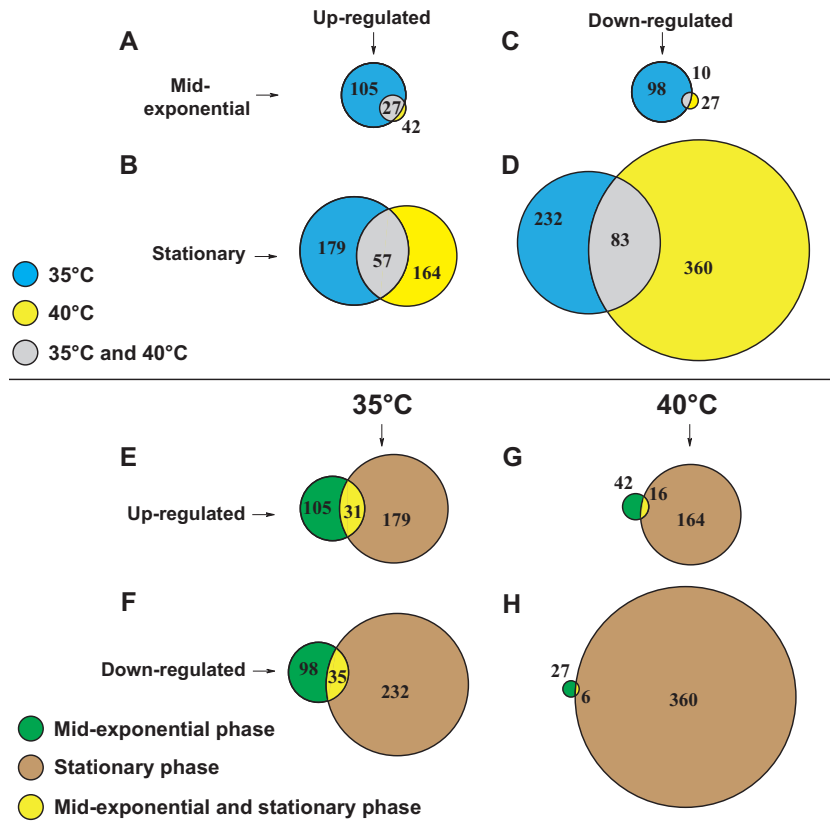 Up-regulated
Down-regulated
A
C
Mid-
exponential
105
27
42
98
10
27
B
D
Stationary
179
57
164
232
83
360
35°C
40°C
35°C and 40°C
35°C
40°C
E
G
Up-regulated
105
31
179
42
16
164
F
H
Down-regulated
98
35
232
27
6
360
Mid-exponential phase
Stationary phase
Mid-exponential and stationary phase